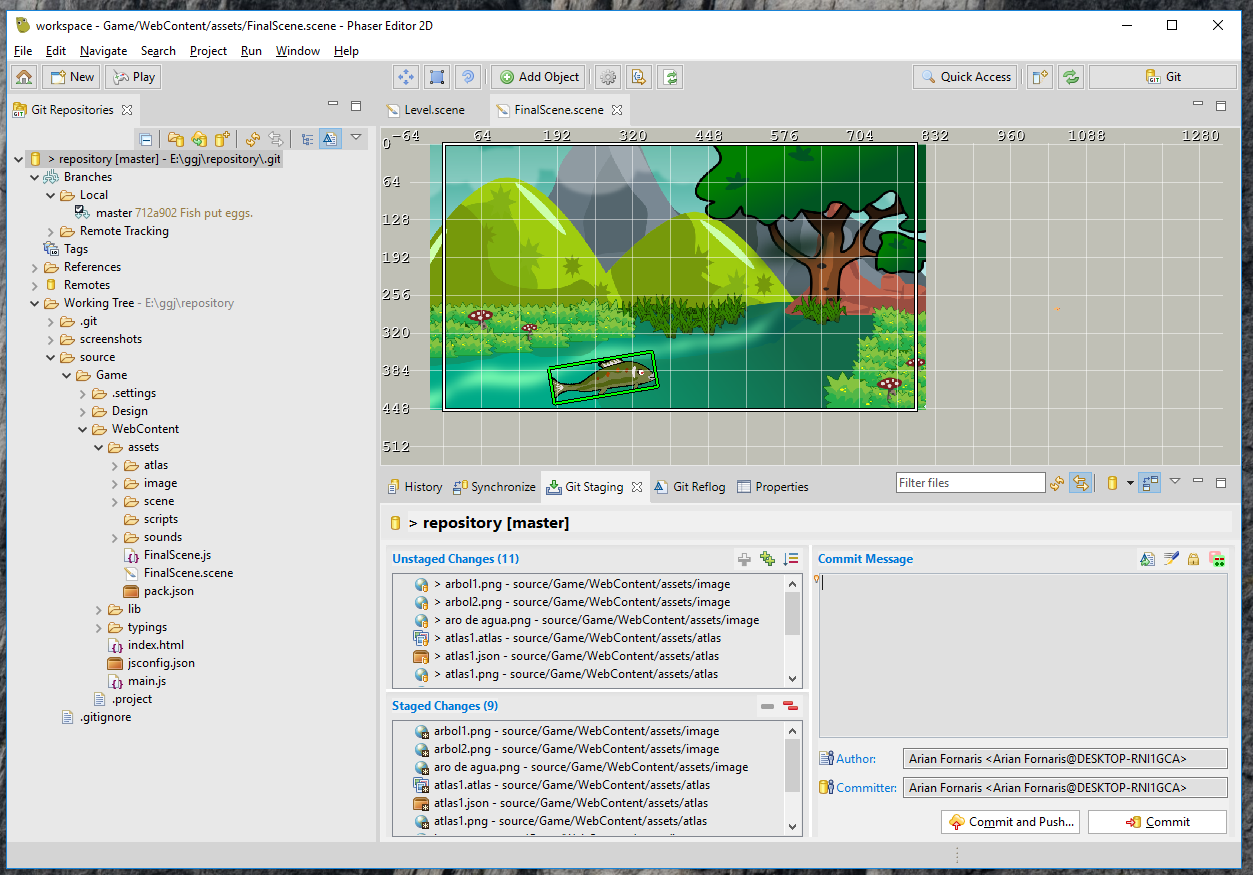 workspace - Game/WebContent/assets/FinalScene.scene - Phaser Editor 2D
File Edit Navigate Search Project Run Window Help
New Play Add Object Quick Access Git
Git Repositories
Level.scene FinalScene.scene
-64 64 192 320 448 576 704 832 960 1088 1280
0
64
128
192
256
320
384
448
512
> repository [master] - E:\ggj\repository\.git
Branches
Local
master 712a902 Fish put eggs.
Remote Tracking
Tags
References
Remotes
Working Tree - E:\ggj\repository
.git
screenshots
source
Game
.settings
Design
WebContent
assets
atlas
image
scene
scripts
sounds
FinalScene.js
FinalScene.scene
pack.json
lib
typings
index.html
jsconfig.json
main.js
.project
.gitignore
History Synchronize Git Staging Git Reflog Properties
Filter files
> repository [master]
Unstaged Changes (11)
> arbol1.png - source/Game/WebContent/assets/image
> arbol2.png - source/Game/WebContent/assets/image
> aro de agua.png - source/Game/WebContent/assets/image
> atlas1.atlas - source/Game/WebContent/assets/atlas
> atlas1.json - source/Game/WebContent/assets/atlas
> atlas1.png - source/Game/WebContent/assets/atlas
Staged Changes (9)
arbol1.png - source/Game/WebContent/assets/image
arbol2.png - source/Game/WebContent/assets/image
aro de agua.png - source/Game/WebContent/assets/image
atlas1.atlas - source/Game/WebContent/assets/atlas
atlas1.json - source/Game/WebContent/assets/atlas
atlas1.png - source/Game/WebContent/assets/atlas
Commit Message
Author: Arian Fornaris <Arian Fornaris@DESKTOP-RNI1GCA>
Committer: Arian Fornaris <Arian Fornaris@DESKTOP-RNI1GCA>
Commit and Push... Commit